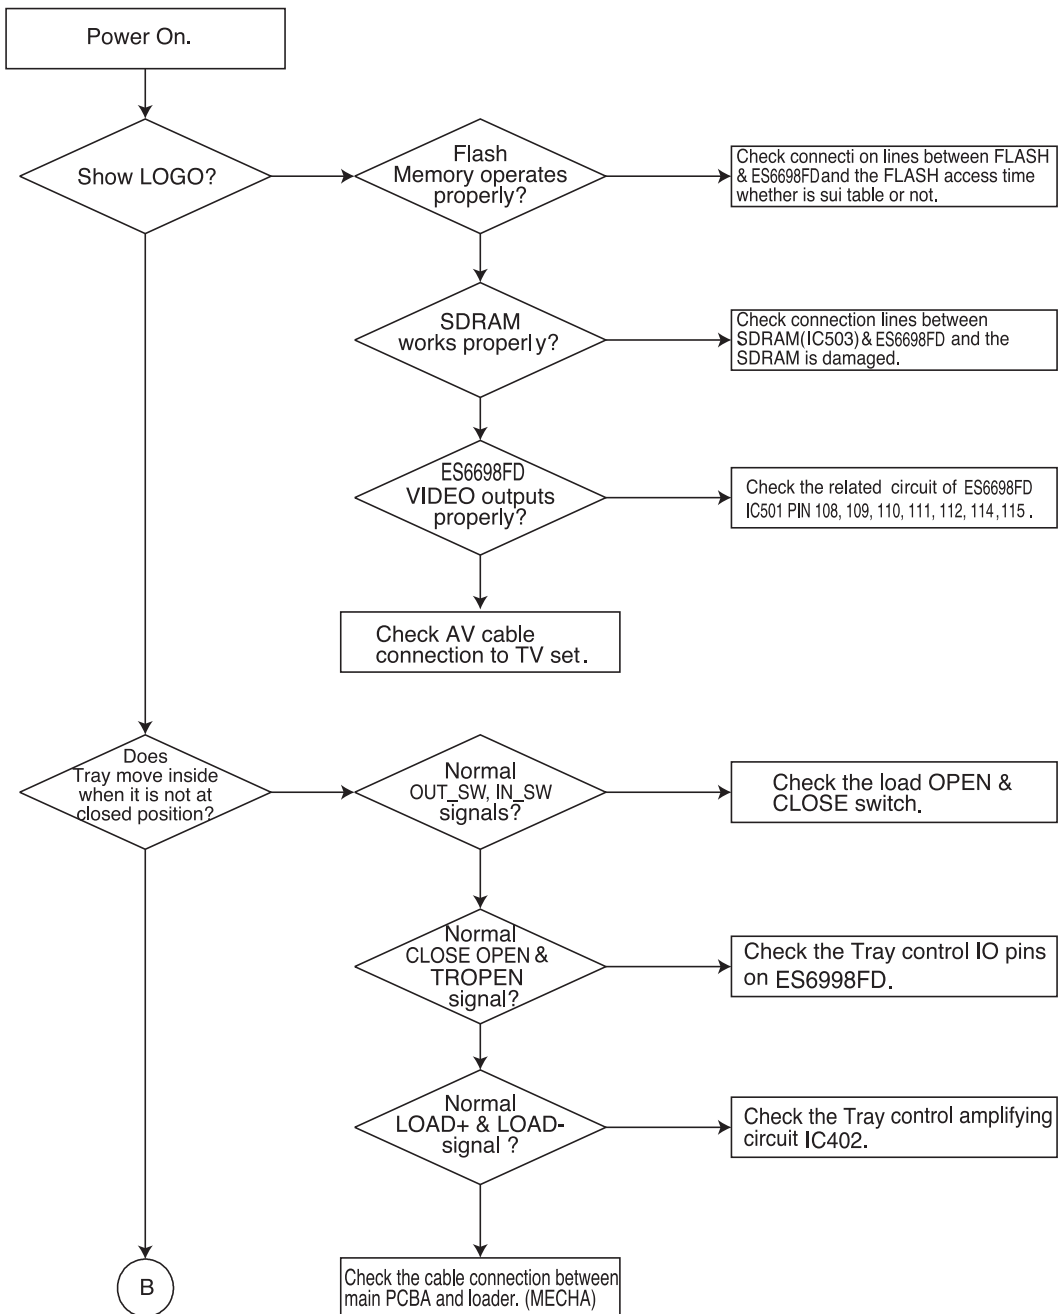 Power On.
Show LOGO?
Flash
Memory operates
properly?
Check connecti on lines between FLASH
& ES6698FD and the FLASH access time
whether is sui table or not.
SDRAM
works properly?
Check connection lines between
SDRAM(IC503) & ES6698FD and the
SDRAM is damaged.
ES6698FD
VIDEO outputs
properly?
Check the related circuit of ES6698FD
IC501 PIN 108, 109, 110, 111, 112, 114,115 .
Check AV cable
connection to TV set.
Does
Tray move inside
when it is not at
closed position?
Normal
OUT_SW, IN_SW
signals?
Check the load OPEN &
CLOSE switch.
Normal
CLOSE OPEN &
TROPEN
signal?
Check the Tray control IO pins
on ES6998FD.
Normal
LOAD+ & LOAD-
signal ?
Check the Tray control amplifying
circuit IC402.
B
Check the cable connection between
main PCBA and loader. (MECHA)